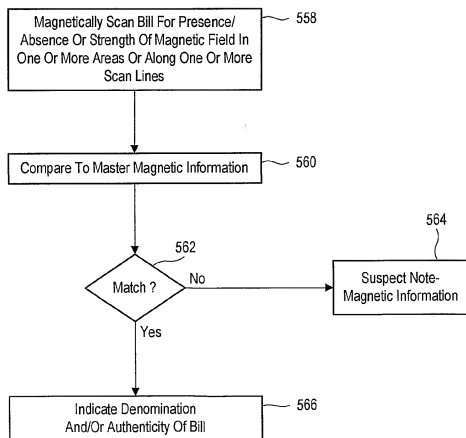 Magnetically Scan Bill For Presence/
Absence Or Strength Of Magnetic Field In
One Or More Areas Or Along One Or More
Scan Lines
558
Compare To Master Magnetic Information
560
562
Match ?
No
564
Suspect Note-
Magnetic Information
Yes
Indicate Denomination
And/Or Authenticity Of Bill
566